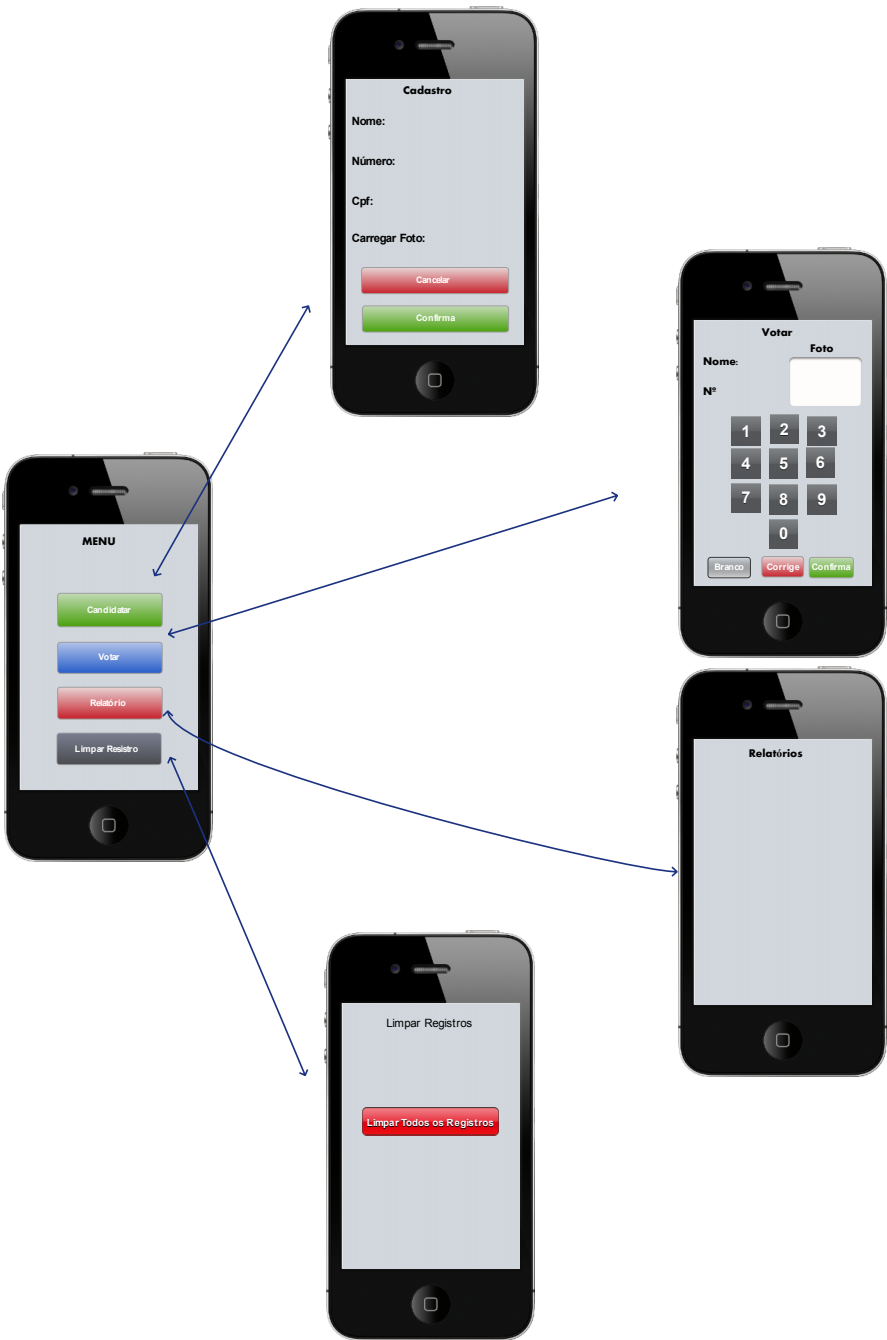 Cadastro
Nome:
Número:
Cpf:
Carregar Foto:
Cancelar
Confirma
Votar
Foto
Nome:
Nº
1 2 3
4 5 6
7 8 9
0
Branco Corrige Confirma
MENU
Candidatar
Votar
Relatório
Limpar Resistro
Relatórios
Limpar Registros
Limpar Todos os Registros